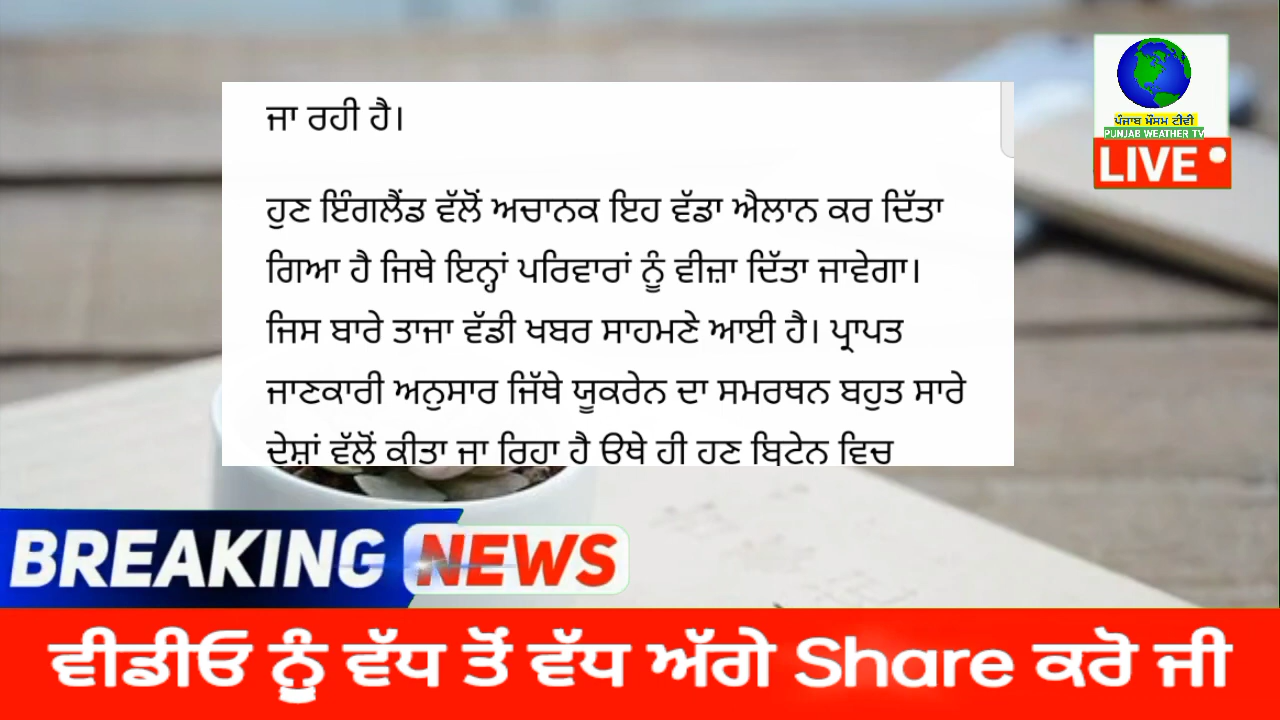 ਪੰਜਾਬ ਮੌਸਮ ਟੀਵੀ
PUNJAB WEATHER TV
LIVE
ਜਾ ਰਹੀ ਹੈ।
ਹੁਣ ਇੰਗਲੈਂਡ ਵੱਲੋਂ ਅਚਾਨਕ ਇਹ ਵੱਡਾ ਐਲਾਨ ਕਰ ਦਿੱਤਾ
ਗਿਆ ਹੈ ਜਿਥੇ ਇਨ੍ਹਾਂ ਪਰਿਵਾਰਾਂ ਨੂੰ ਵੀਜ਼ਾ ਦਿੱਤਾ ਜਾਵੇਗਾ।
ਜਿਸ ਬਾਰੇ ਤਾਜਾ ਵੱਡੀ ਖਬਰ ਸਾਹਮਣੇ ਆਈ ਹੈ। ਪ੍ਰਾਪਤ
ਜਾਣਕਾਰੀ ਅਨੁਸਾਰ ਜਿੱਥੇ ਯੂਕਰੇਨ ਦਾ ਸਮਰਥਨ ਬਹੁਤ ਸਾਰੇ
ਦੇਸ਼ਾਂ ਵੱਲੋਂ ਕੀਤਾ ਜਾ ਰਿਹਾ ਹੈ ੳਥੇ ਹੀ ਹਣ ਬ੍ਰਿਟੇਨ ਵਿਚ
BREAKING NEWS
ਵੀਡੀਓ ਨੂੰ ਵੱਧ ਤੋਂ ਵੱਧ ਅੱਗੇ Share ਕਰੋ ਜੀ